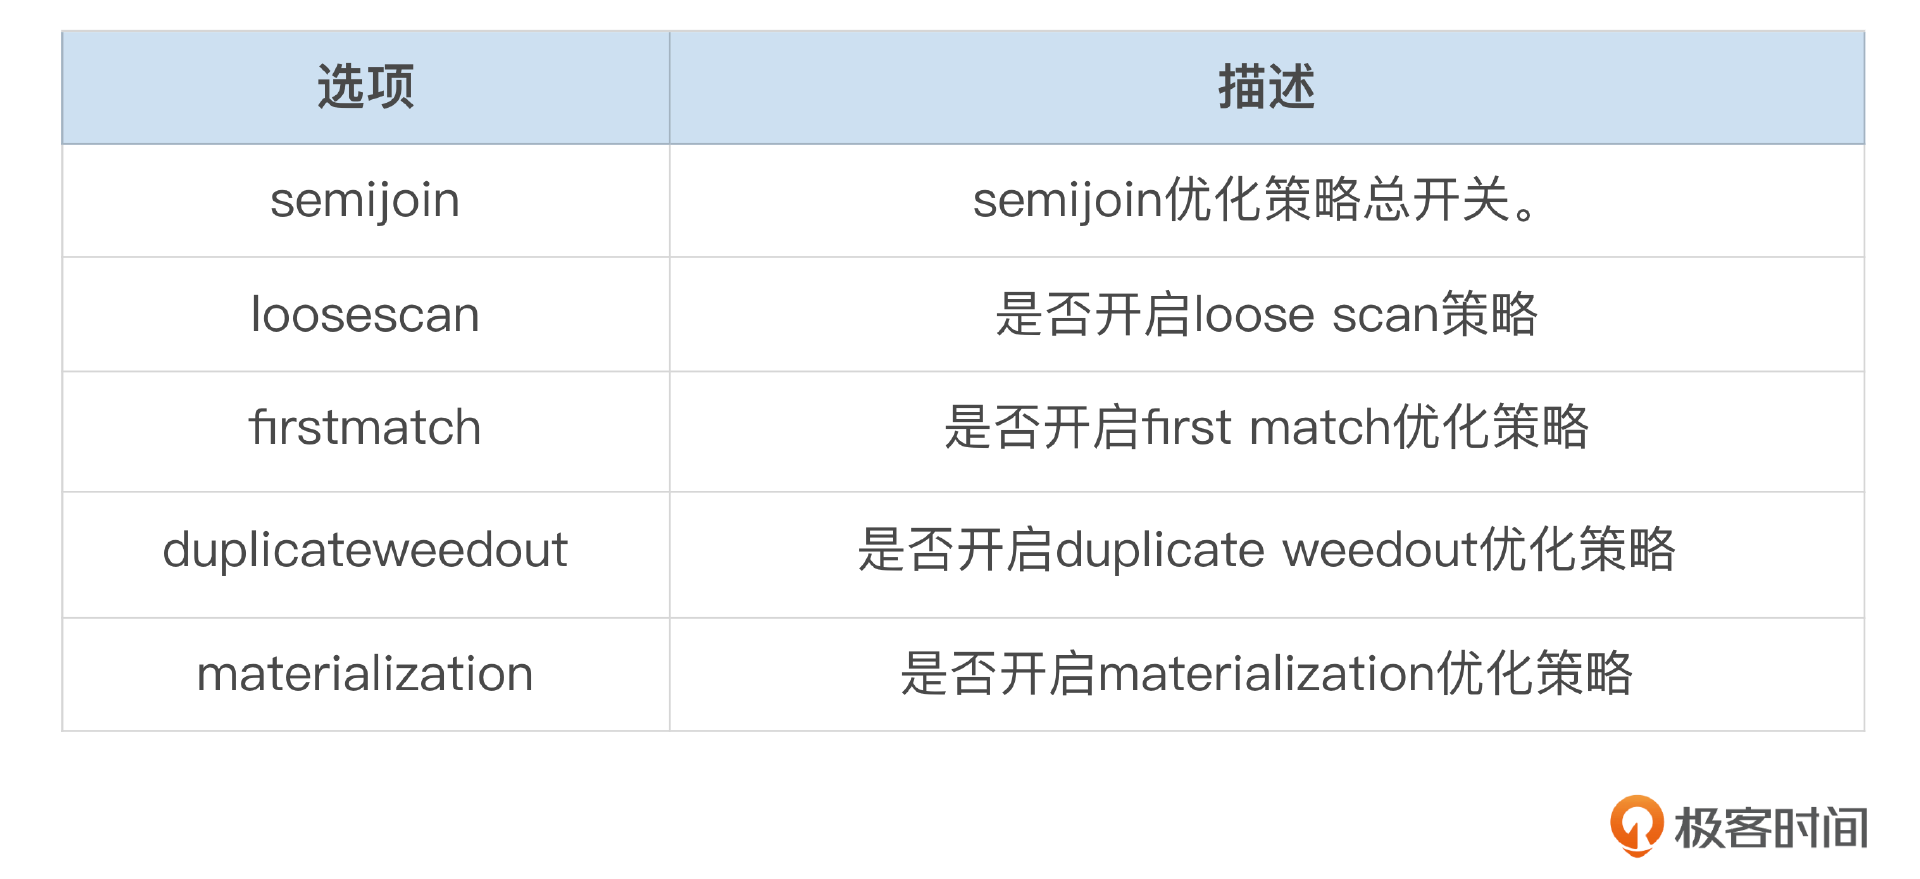 选项 描述
semijoin semijoin优化策略总开关。
loosescan 是否开启loose scan策略
firstmatch 是否开启first match优化策略
duplicateweedout 是否开启duplicate weedout优化策略
materialization 是否开启materialization优化策略
极客时间